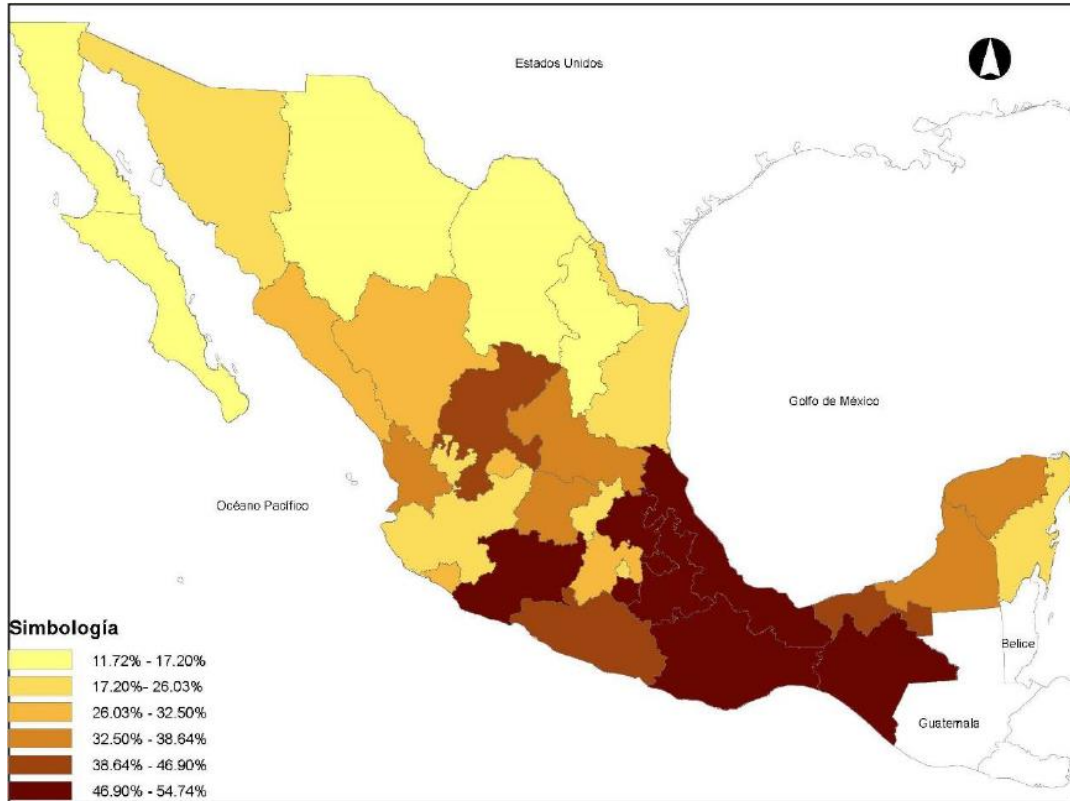 Estados Unidos
Golfo de México
Océano Pacífico
Belice
Guatemala
Simbología
11.72% - 17.20%
17.20%- 26.03%
26.03% - 32.50%
32.50% - 38.64%
38.64% - 46.90%
46.90% - 54.74%